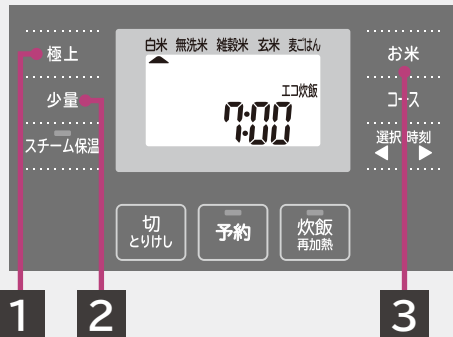 極上
少量
スチーム保温
白米 無洗米 雑穀米 玄米 麦ごはん
エコ炊飯
7:00
お米
コース
選択 時刻
切
とりけし
予約
炊飯
再加熱
1
2
3